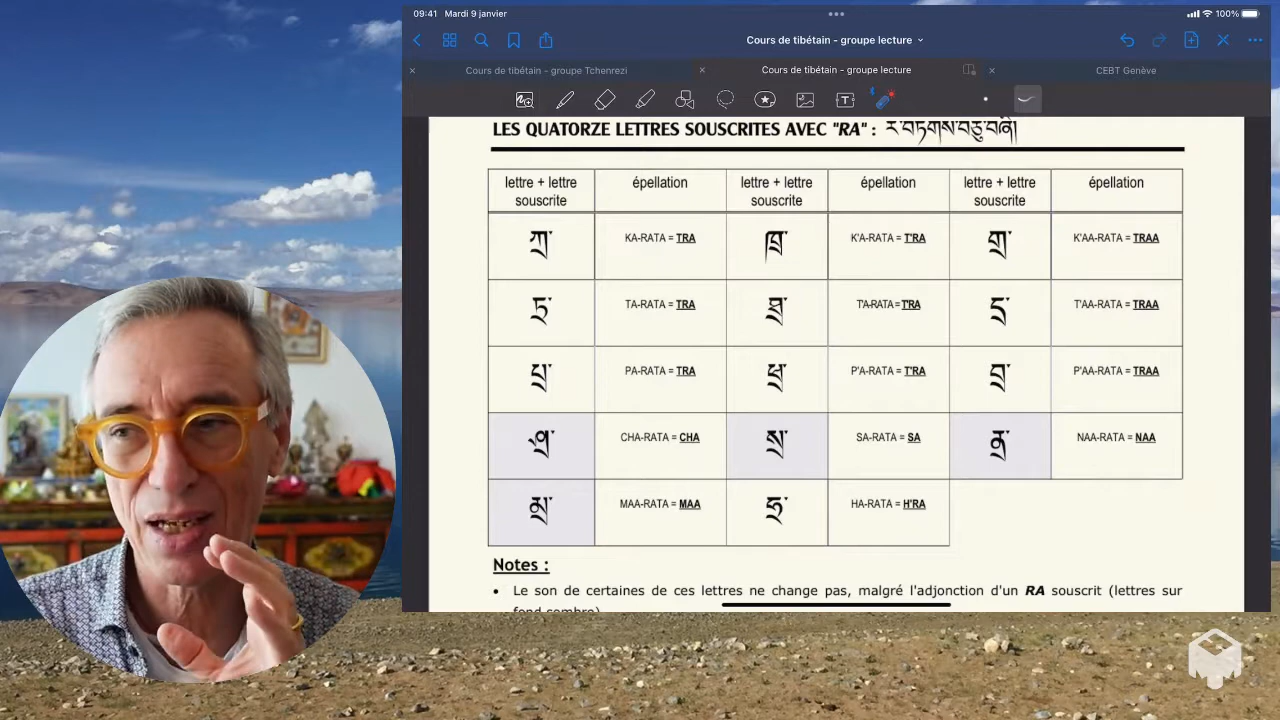 09:41 Mardi 9 janvier
100%
Cours de tibétain - groupe lecture
Cours de tibétain - groupe Tchenrezi
Cours de tibétain - groupe lecture
CEBT Genève
LES QUATORZE LETTRES SOUSCRITES AVEC "RA" : ར་བཏགས་བཅུ་བཞི།
lettre + lettre souscrite épellation lettre + lettre souscrite épellation lettre + lettre souscrite épellation
ཀྲ་ KA-RATA = TRA ཁྲ་ K'A-RATA = T'RA གྲ་ K'AA-RATA = TRAA
ཏྲ་ TA-RATA = TRA ཐྲ་ T'A-RATA = T'RA དྲ་ T'AA-RATA = TRAA
པྲ་ PA-RATA = TRA ཕྲ་ P'A-RATA = T'RA བྲ་ P'AA-RATA = TRAA
ཤྲ་ CHA-RATA = CHA སྲ་ SA-RATA = SA ནྲ་ NAA-RATA = NAA
མྲ་ MAA-RATA = MAA ཧྲ་ HA-RATA = H'RA
Notes :
• Le son de certaines de ces lettres ne change pas, malgré l'adjonction d'un RA souscrit (lettres sur
fond sombre)